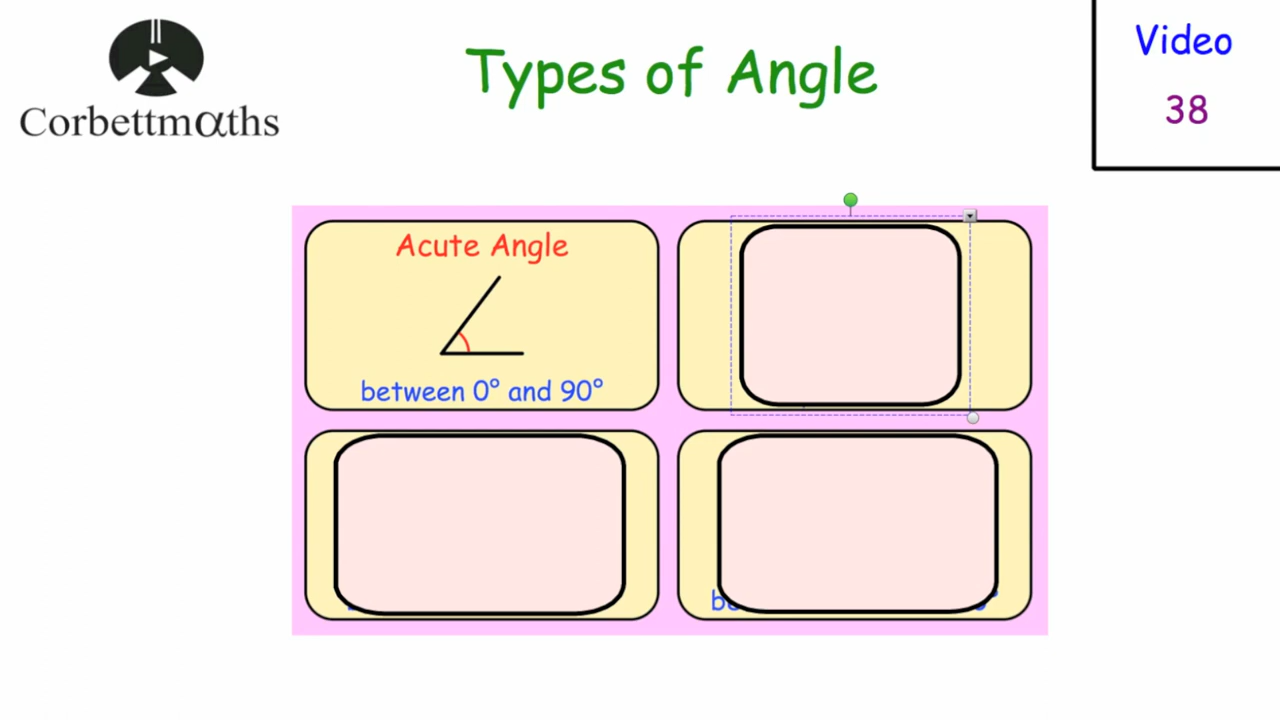 Corbettmαths
Types of Angle
Video
38
Acute Angle
between 0° and 90°